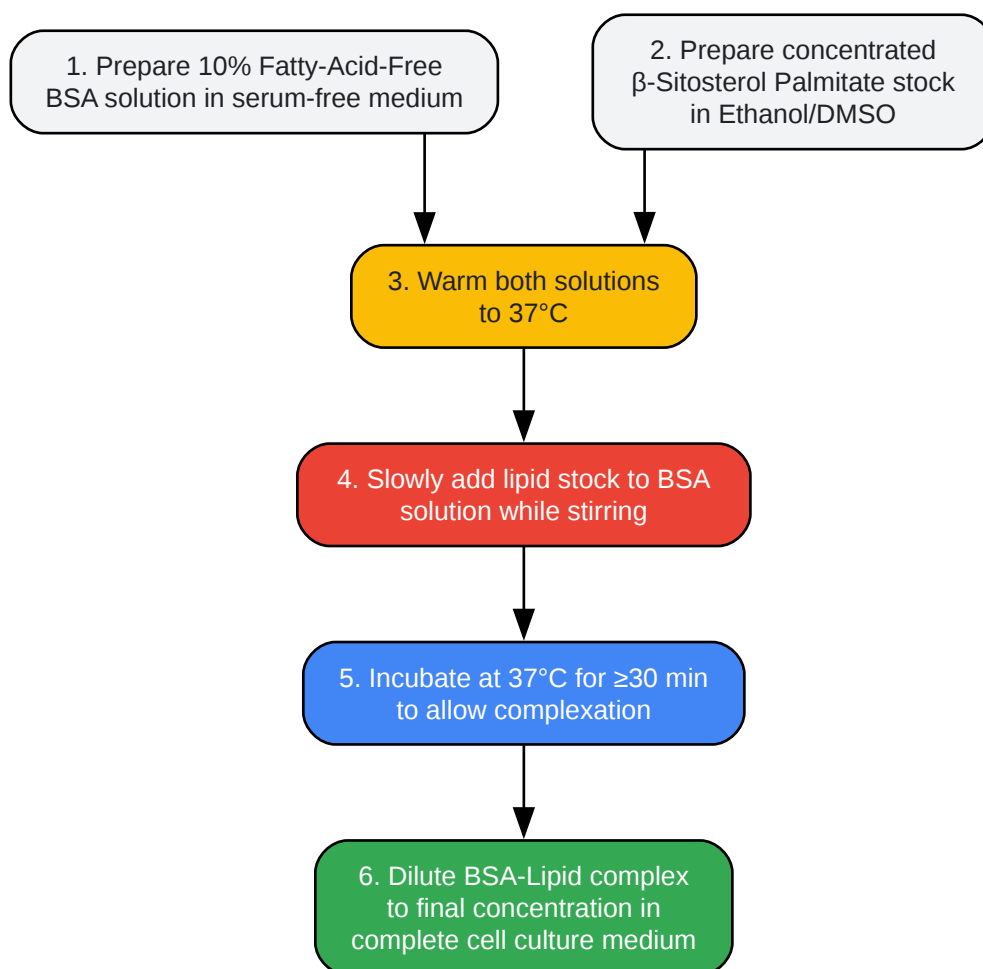 1. Prepare 10% Fatty-Acid-Free
BSA solution in serum-free medium
2. Prepare concentrated
β-Sitosterol Palmitate stock
in Ethanol/DMSO
3. Warm both solutions
to 37°C
4. Slowly add lipid stock to BSA
solution while stirring
5. Incubate at 37°C for ≥30 min
to allow complexation
6. Dilute BSA-Lipid complex
to final concentration in
complete cell culture medium